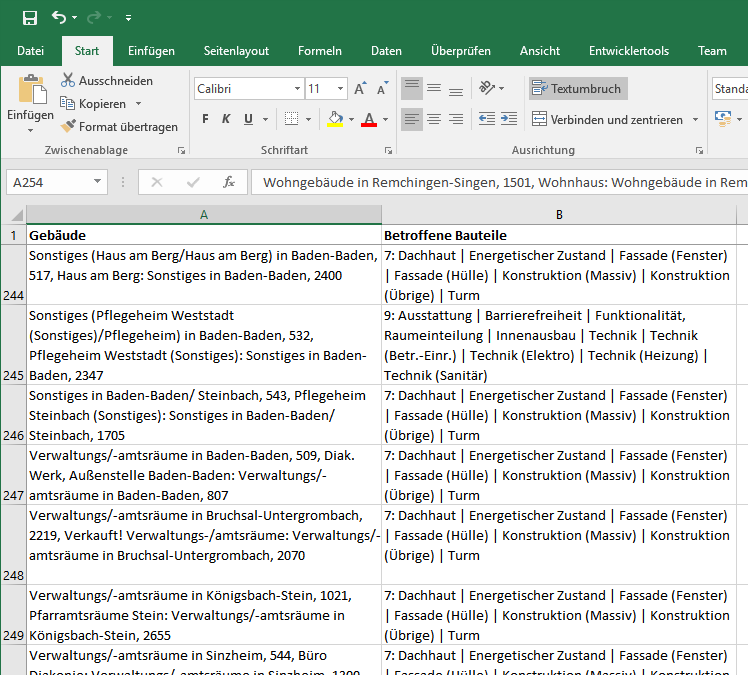 Datei Start Einfügen Seitenlayout Formeln Daten Überprüfen Ansicht Entwicklertools Team
Einfügen
Ausschneiden
Kopieren
Format übertragen
Zwischenablage
Calibri 11
F K U
Schriftart
Textumbruch
Verbinden und zentrieren
Ausrichtung
Standa
A254 fx Wohngebäude in Remchingen-Singen, 1501, Wohnhaus: Wohngebäude in Rem
A B
1 Gebäude Betroffene Bauteile
Sonstiges (Haus am Berg/Haus am Berg) in Baden-Baden,
517, Haus am Berg: Sonstiges in Baden-Baden, 2400
244
7: Dachhaut | Energetischer Zustand | Fassade (Fenster)
| Fassade (Hülle) | Konstruktion (Massiv) | Konstruktion
(Übrige) | Turm
Sonstiges (Pflegeheim Weststadt
(Sonstiges)/Pflegeheim) in Baden-Baden, 532,
Pflegeheim Weststadt (Sonstiges): Sonstiges in Baden-
245 Baden, 2347
9: Ausstattung | Barrierefreiheit | Funktionalität,
Raumeinteilung | Innenausbau | Technik | Technik
(Betr.-Einr.) | Technik (Elektro) | Technik (Heizung) |
Technik (Sanitär)
Sonstiges in Baden-Baden/ Steinbach, 543, Pflegeheim
Steinbach (Sonstiges): Sonstiges in Baden-Baden/
246 Steinbach, 1705
7: Dachhaut | Energetischer Zustand | Fassade (Fenster)
| Fassade (Hülle) | Konstruktion (Massiv) | Konstruktion
(Übrige) | Turm
Verwaltungs/-amtsräume in Baden-Baden, 509, Diak.
Werk, Außenstelle Baden-Baden: Verwaltungs/-
247 amtsräume in Baden-Baden, 807
7: Dachhaut | Energetischer Zustand | Fassade (Fenster)
| Fassade (Hülle) | Konstruktion (Massiv) | Konstruktion
(Übrige) | Turm
Verwaltungs/-amtsräume in Bruchsal-Untergrombach,
2219, Verkauft! Verwaltungs-/amtsräume: Verwaltungs/-
amtsräume in Bruchsal-Untergrombach, 2070
248
7: Dachhaut | Energetischer Zustand | Fassade (Fenster)
| Fassade (Hülle) | Konstruktion (Massiv) | Konstruktion
(Übrige) | Turm
Verwaltungs/-amtsräume in Königsbach-Stein, 1021,
Pfarramtsräume Stein: Verwaltungs/-amtsräume in
249 Königsbach-Stein, 2655
7: Dachhaut | Energetischer Zustand | Fassade (Fenster)
| Fassade (Hülle) | Konstruktion (Massiv) | Konstruktion
(Übrige) | Turm
Verwaltungs/-amtsräume in Sinzheim, 544, Büro
Diakonie: Verwaltungs/-amtsräume in Sinzheim, 1300
7: Dachhaut | Energetischer Zustand | Fassade (Fenster)
| Fassade (Hülle) | Konstruktion (Massiv) | Konstruktion